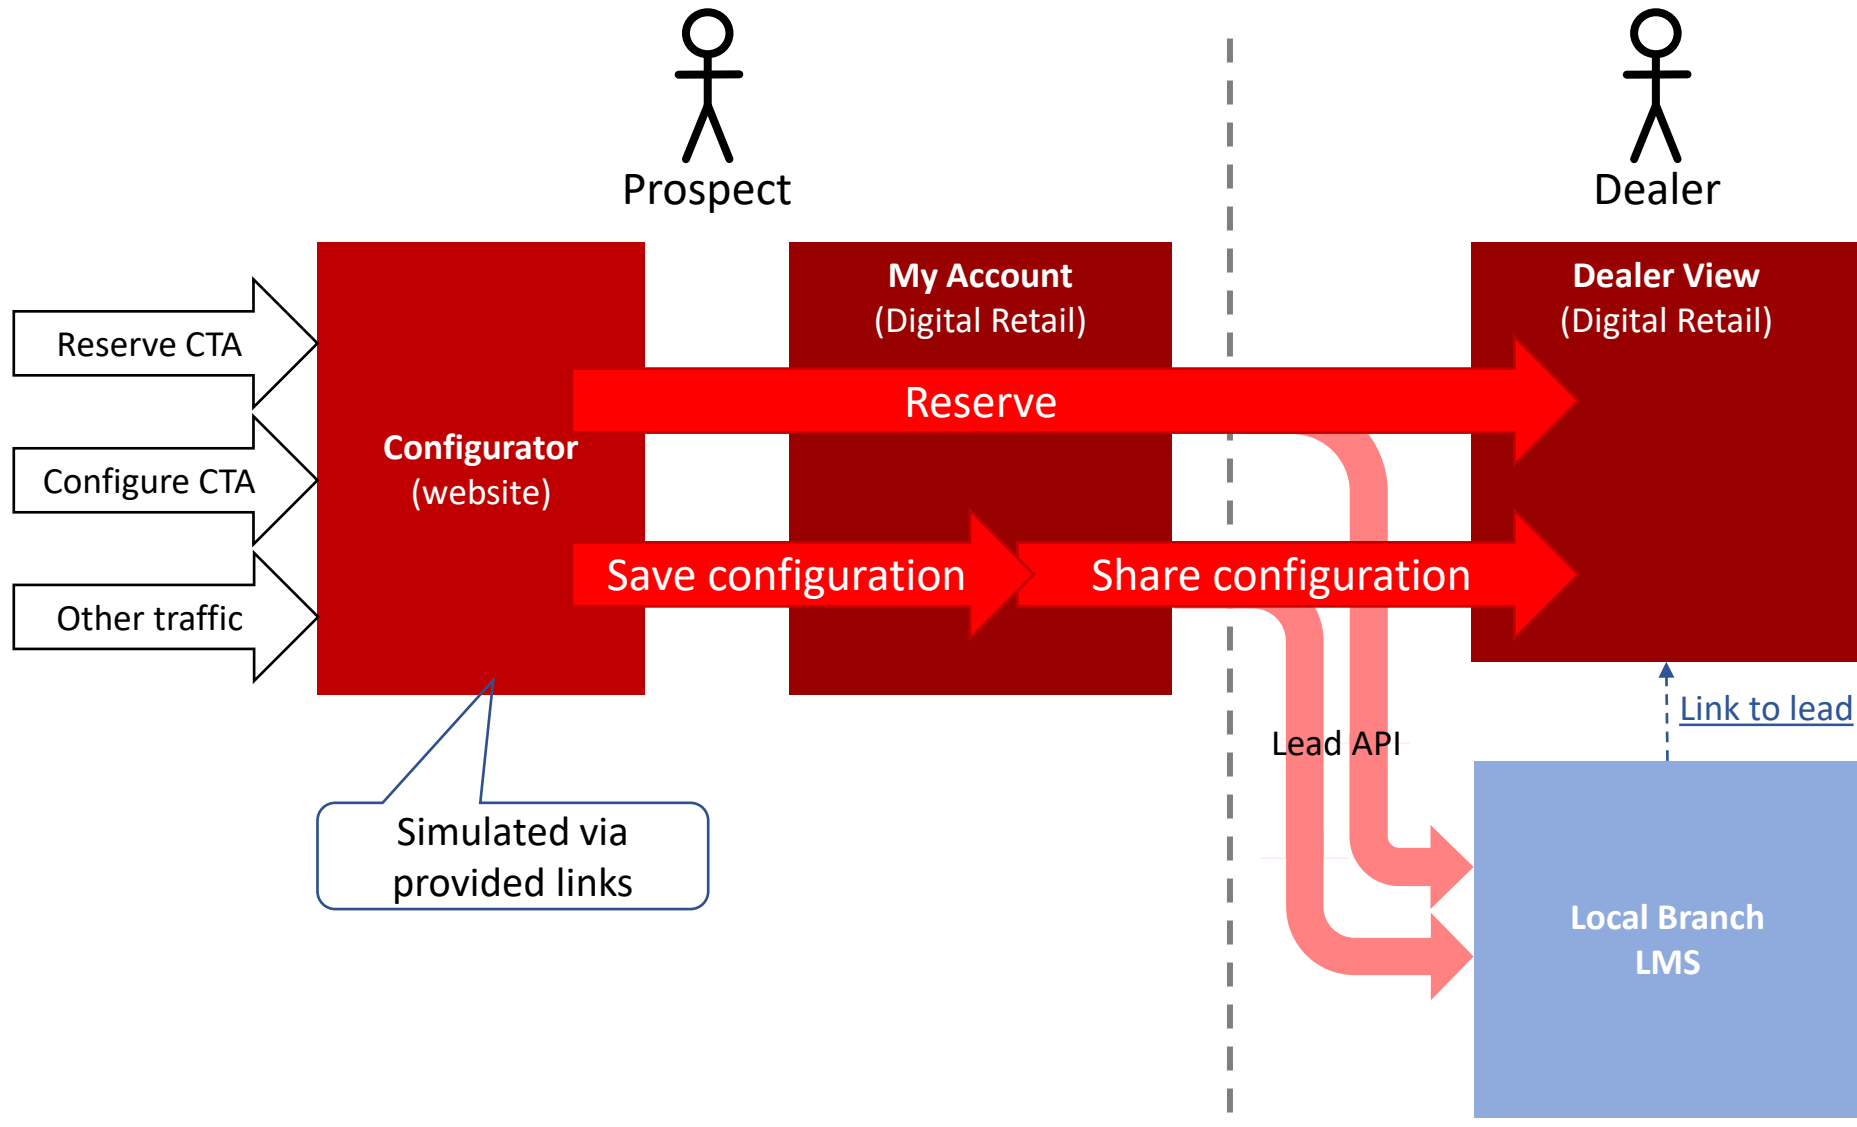 Prospect
Dealer
My Account
(Digital Retail)
Dealer View
(Digital Retail)
Reserve CTA
Reserve
Configurator
(website)
Configure CTA
Save configuration
Share configuration
Other traffic
Link to lead
Lead API
Simulated via
provided links
Local Branch
LMS